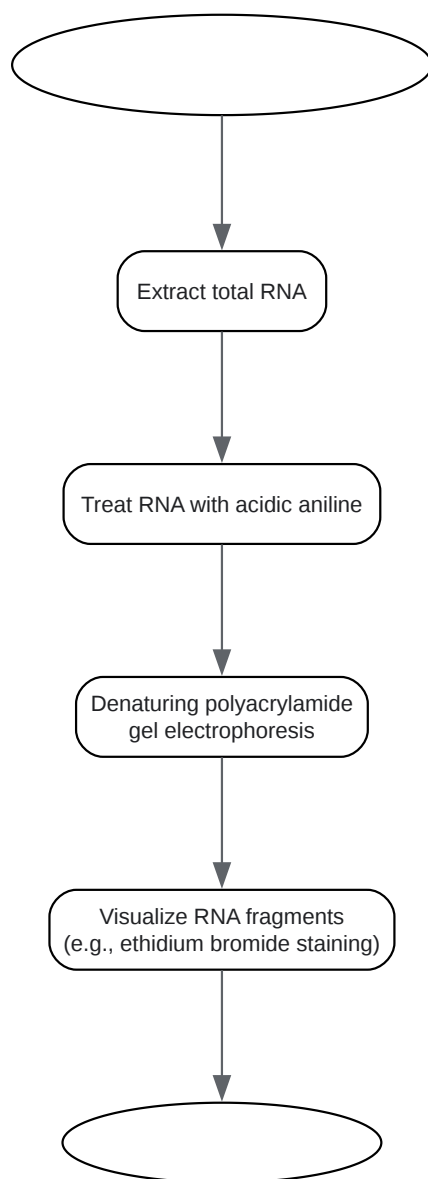 Extract total RNA
Treat RNA with acidic aniline
Denaturing polyacrylamide
gel electrophoresis
Visualize RNA fragments
(e.g., ethidium bromide staining)